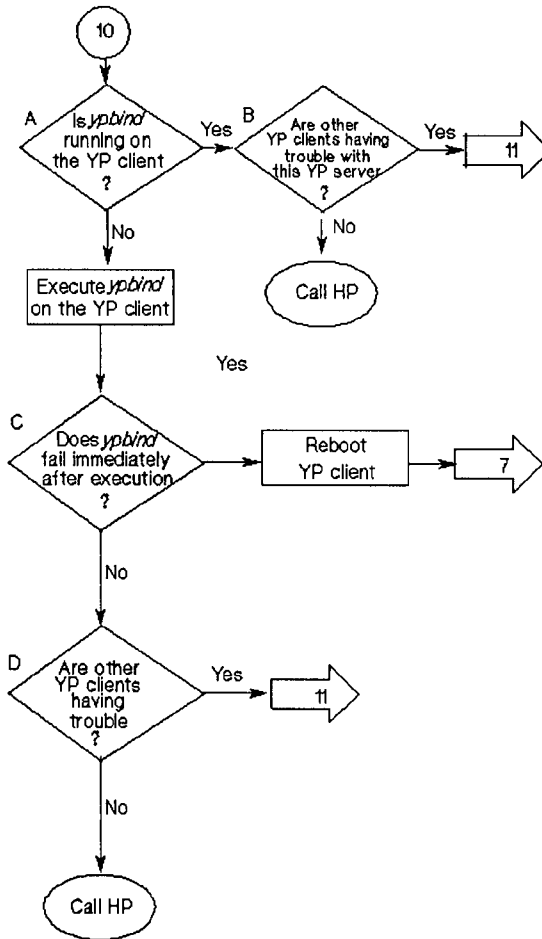 10
A
Is ypbind
running on
the YP client
?
Yes
B
Are other
YP clients having
trouble with
this YP server
?
Yes
11
No
No
Call HP
Execute ypbind
on the YP client
Yes
C
Does ypbind
fail immediately
after execution
?
Reboot
YP client
7
No
D
Are other
YP clients
having
trouble
?
Yes
11
No
Call HP